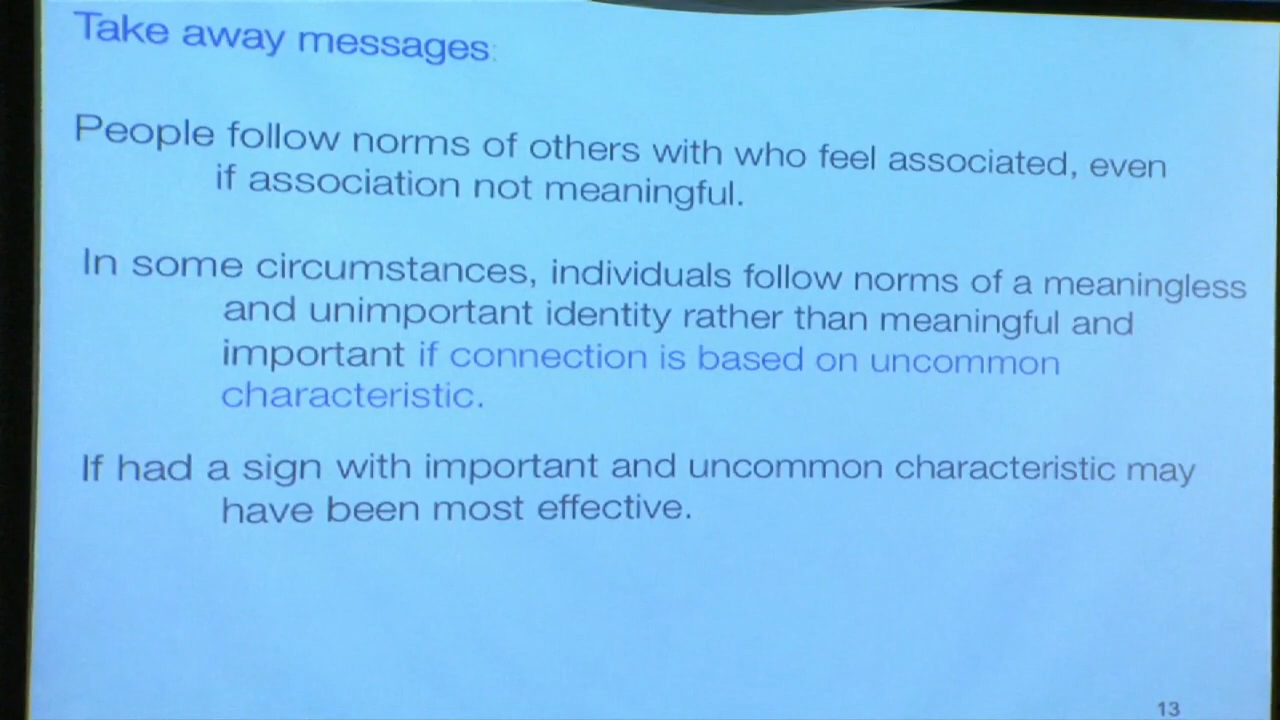 Take away messages:
People follow norms of others with who feel associated, even
if association not meaningful.
In some circumstances, individuals follow norms of a meaningless
and unimportant identity rather than meaningful and
important if connection is based on uncommon
characteristic.
If had a sign with important and uncommon characteristic may
have been most effective.
13